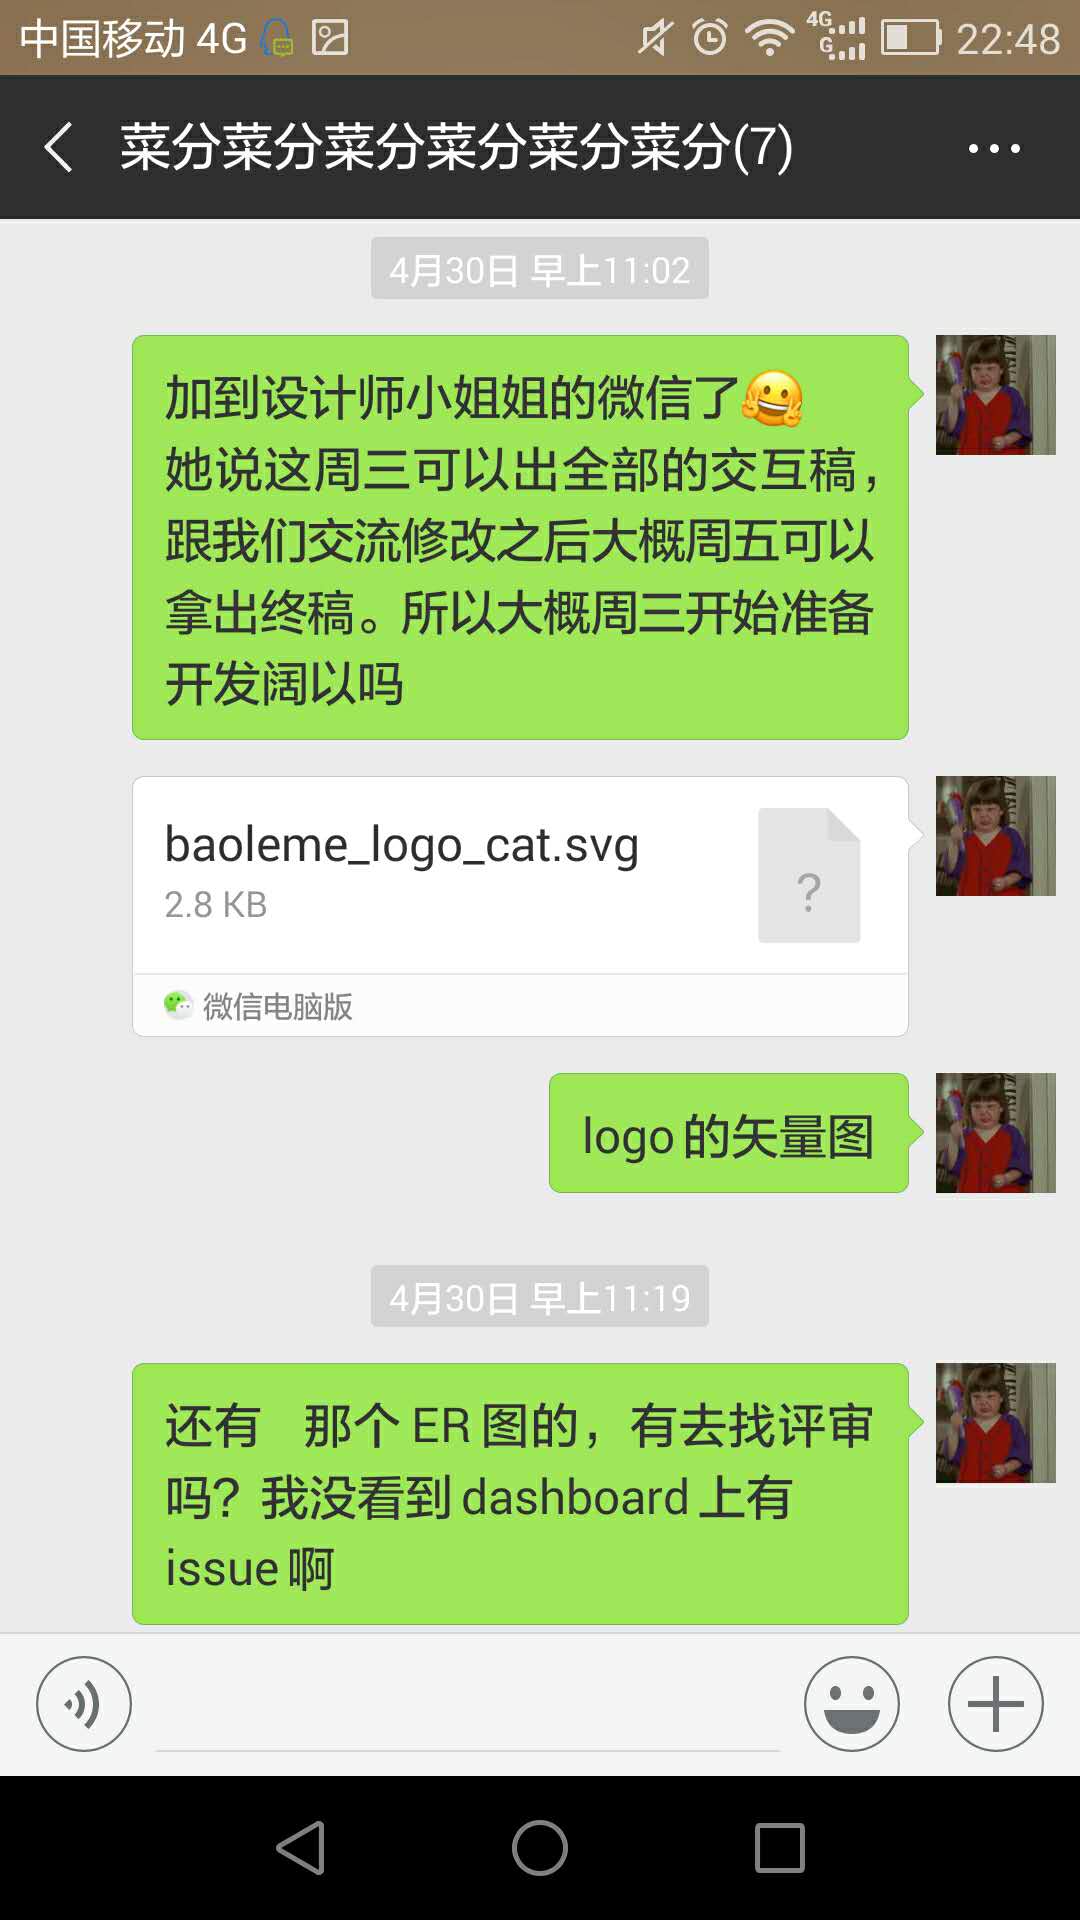 中国移动 4G
4G
G
22:48
菜分菜分菜分菜分菜分菜分(7)
4月30日 早上11:02
加到设计师小姐姐的微信了🤗
她说这周三可以出全部的交互稿，
跟我们交流修改之后大概周五可以
拿出终稿。所以大概周三开始准备
开发阔以吗
baoleme_logo_cat.svg
2.8 KB
?
微信电脑版
logo 的矢量图
4月30日 早上11:19
还有　那个 ER 图的，有去找评审
吗？我没看到 dashboard 上有
issue 啊